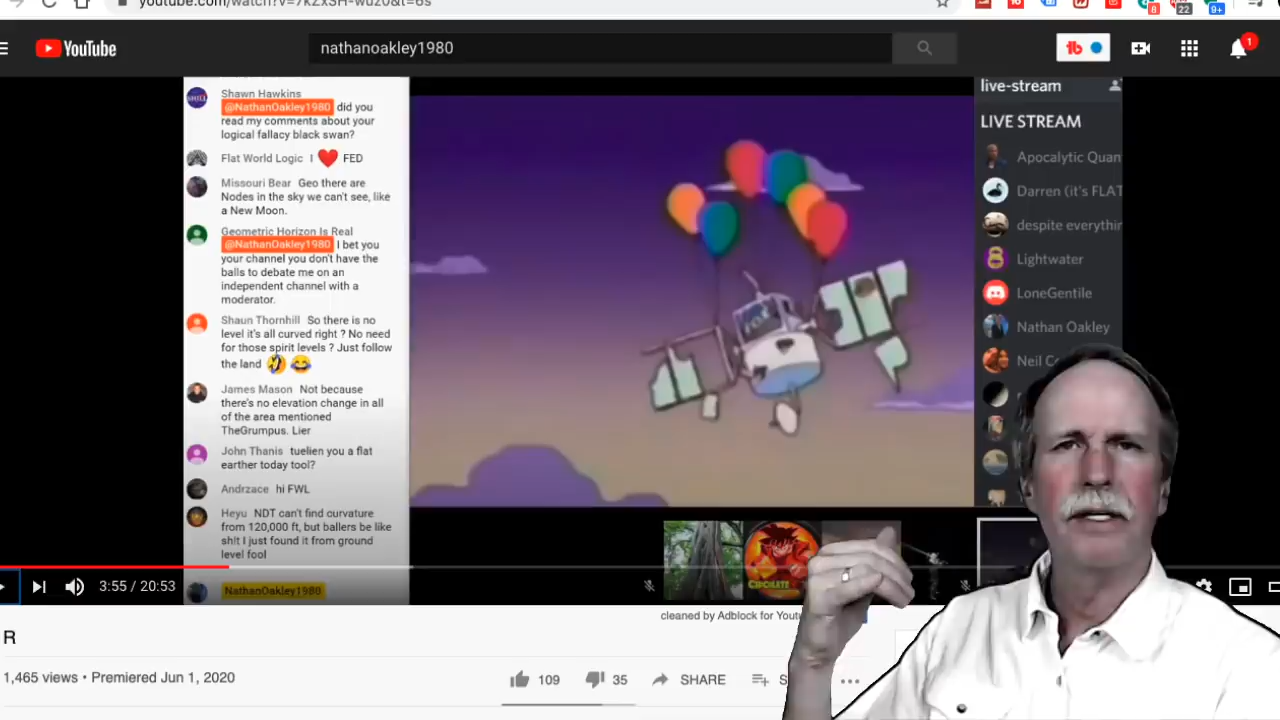 youtube.com/watch?v=7kZxSH-wuz0&t=6s
8 22 9+
YouTube
nathanoakley1980
1
Shawn Hawkins
@NathanOakley1980 did you
read my comments about your
logical fallacy black swan?
Flat World Logic I ❤️ FED
Missouri Bear Geo there are
Nodes in the sky we can't see, like
a New Moon.
Geometric Horizon Is Real
@NathanOakley1980 I bet you
your channel you don't have the
balls to debate me on an
independent channel with a
moderator.
Shaun Thornhill So there is no
level it's all curved right ? No need
for those spirit levels ? Just follow
the land 🤣 😂
James Mason Not because
there's no elevation change in all
of the area mentioned
TheGrumpus. Lier
John Thanis tuelien you a flat
earther today tool?
Andrzace hi FWL
Heyu NDT can't find curvature
from 120,000 ft, but ballers be like
sh!t I just found it from ground
level fool
NathanOakley1980
live-stream
LIVE STREAM
Apocalytic Quan
Darren (it's FLAT
despite everythin
Lightwater
LoneGentile
Nathan Oakley
Neil C
3:55 / 20:53
cleaned by Adblock for Youtu
R
1,465 views • Premiered Jun 1, 2020
109 35 SHARE S